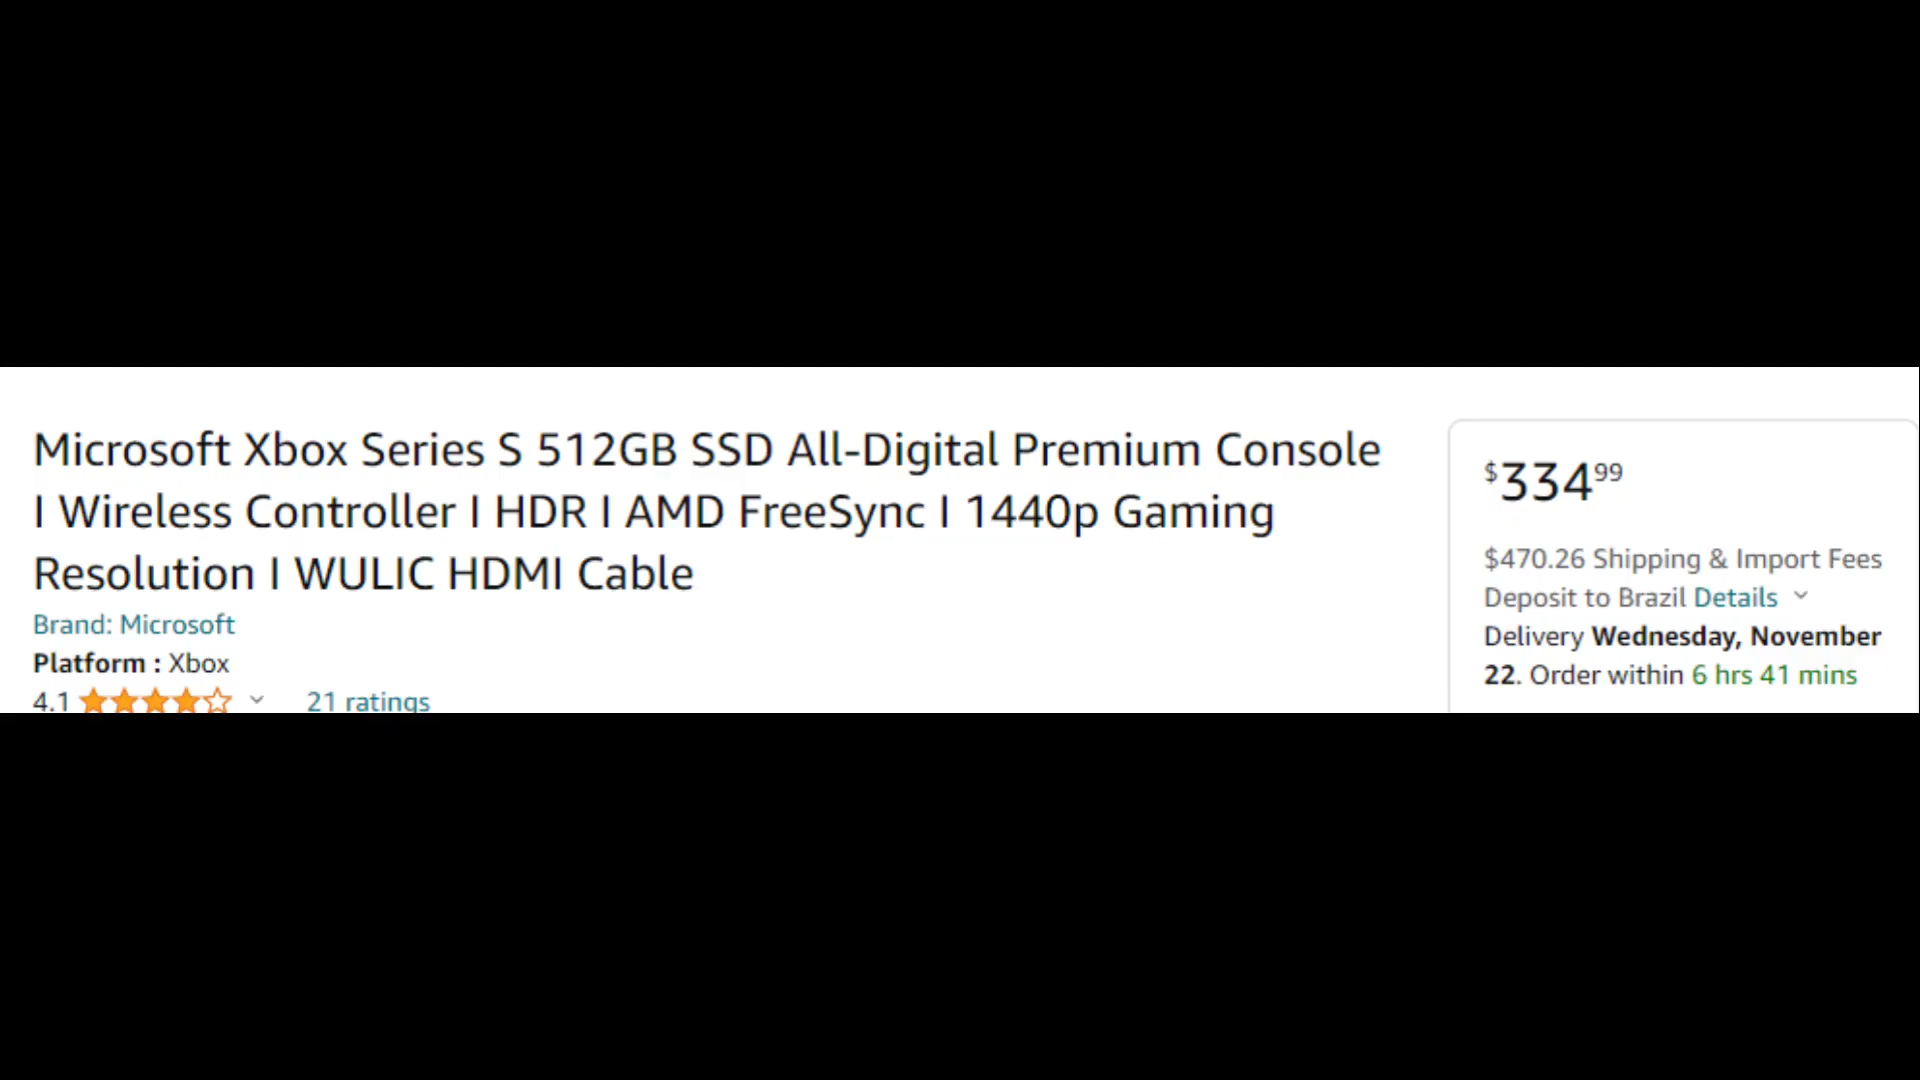 Microsoft Xbox Series S 512GB SSD All-Digital Premium Console
I Wireless Controller I HDR I AMD FreeSync I 1440p Gaming
Resolution I WULIC HDMI Cable
Brand: Microsoft
Platform : Xbox
4.1 21 ratings
$334.99
$470.26 Shipping & Import Fees
Deposit to Brazil Details
Delivery Wednesday, November
22. Order within 6 hrs 41 mins